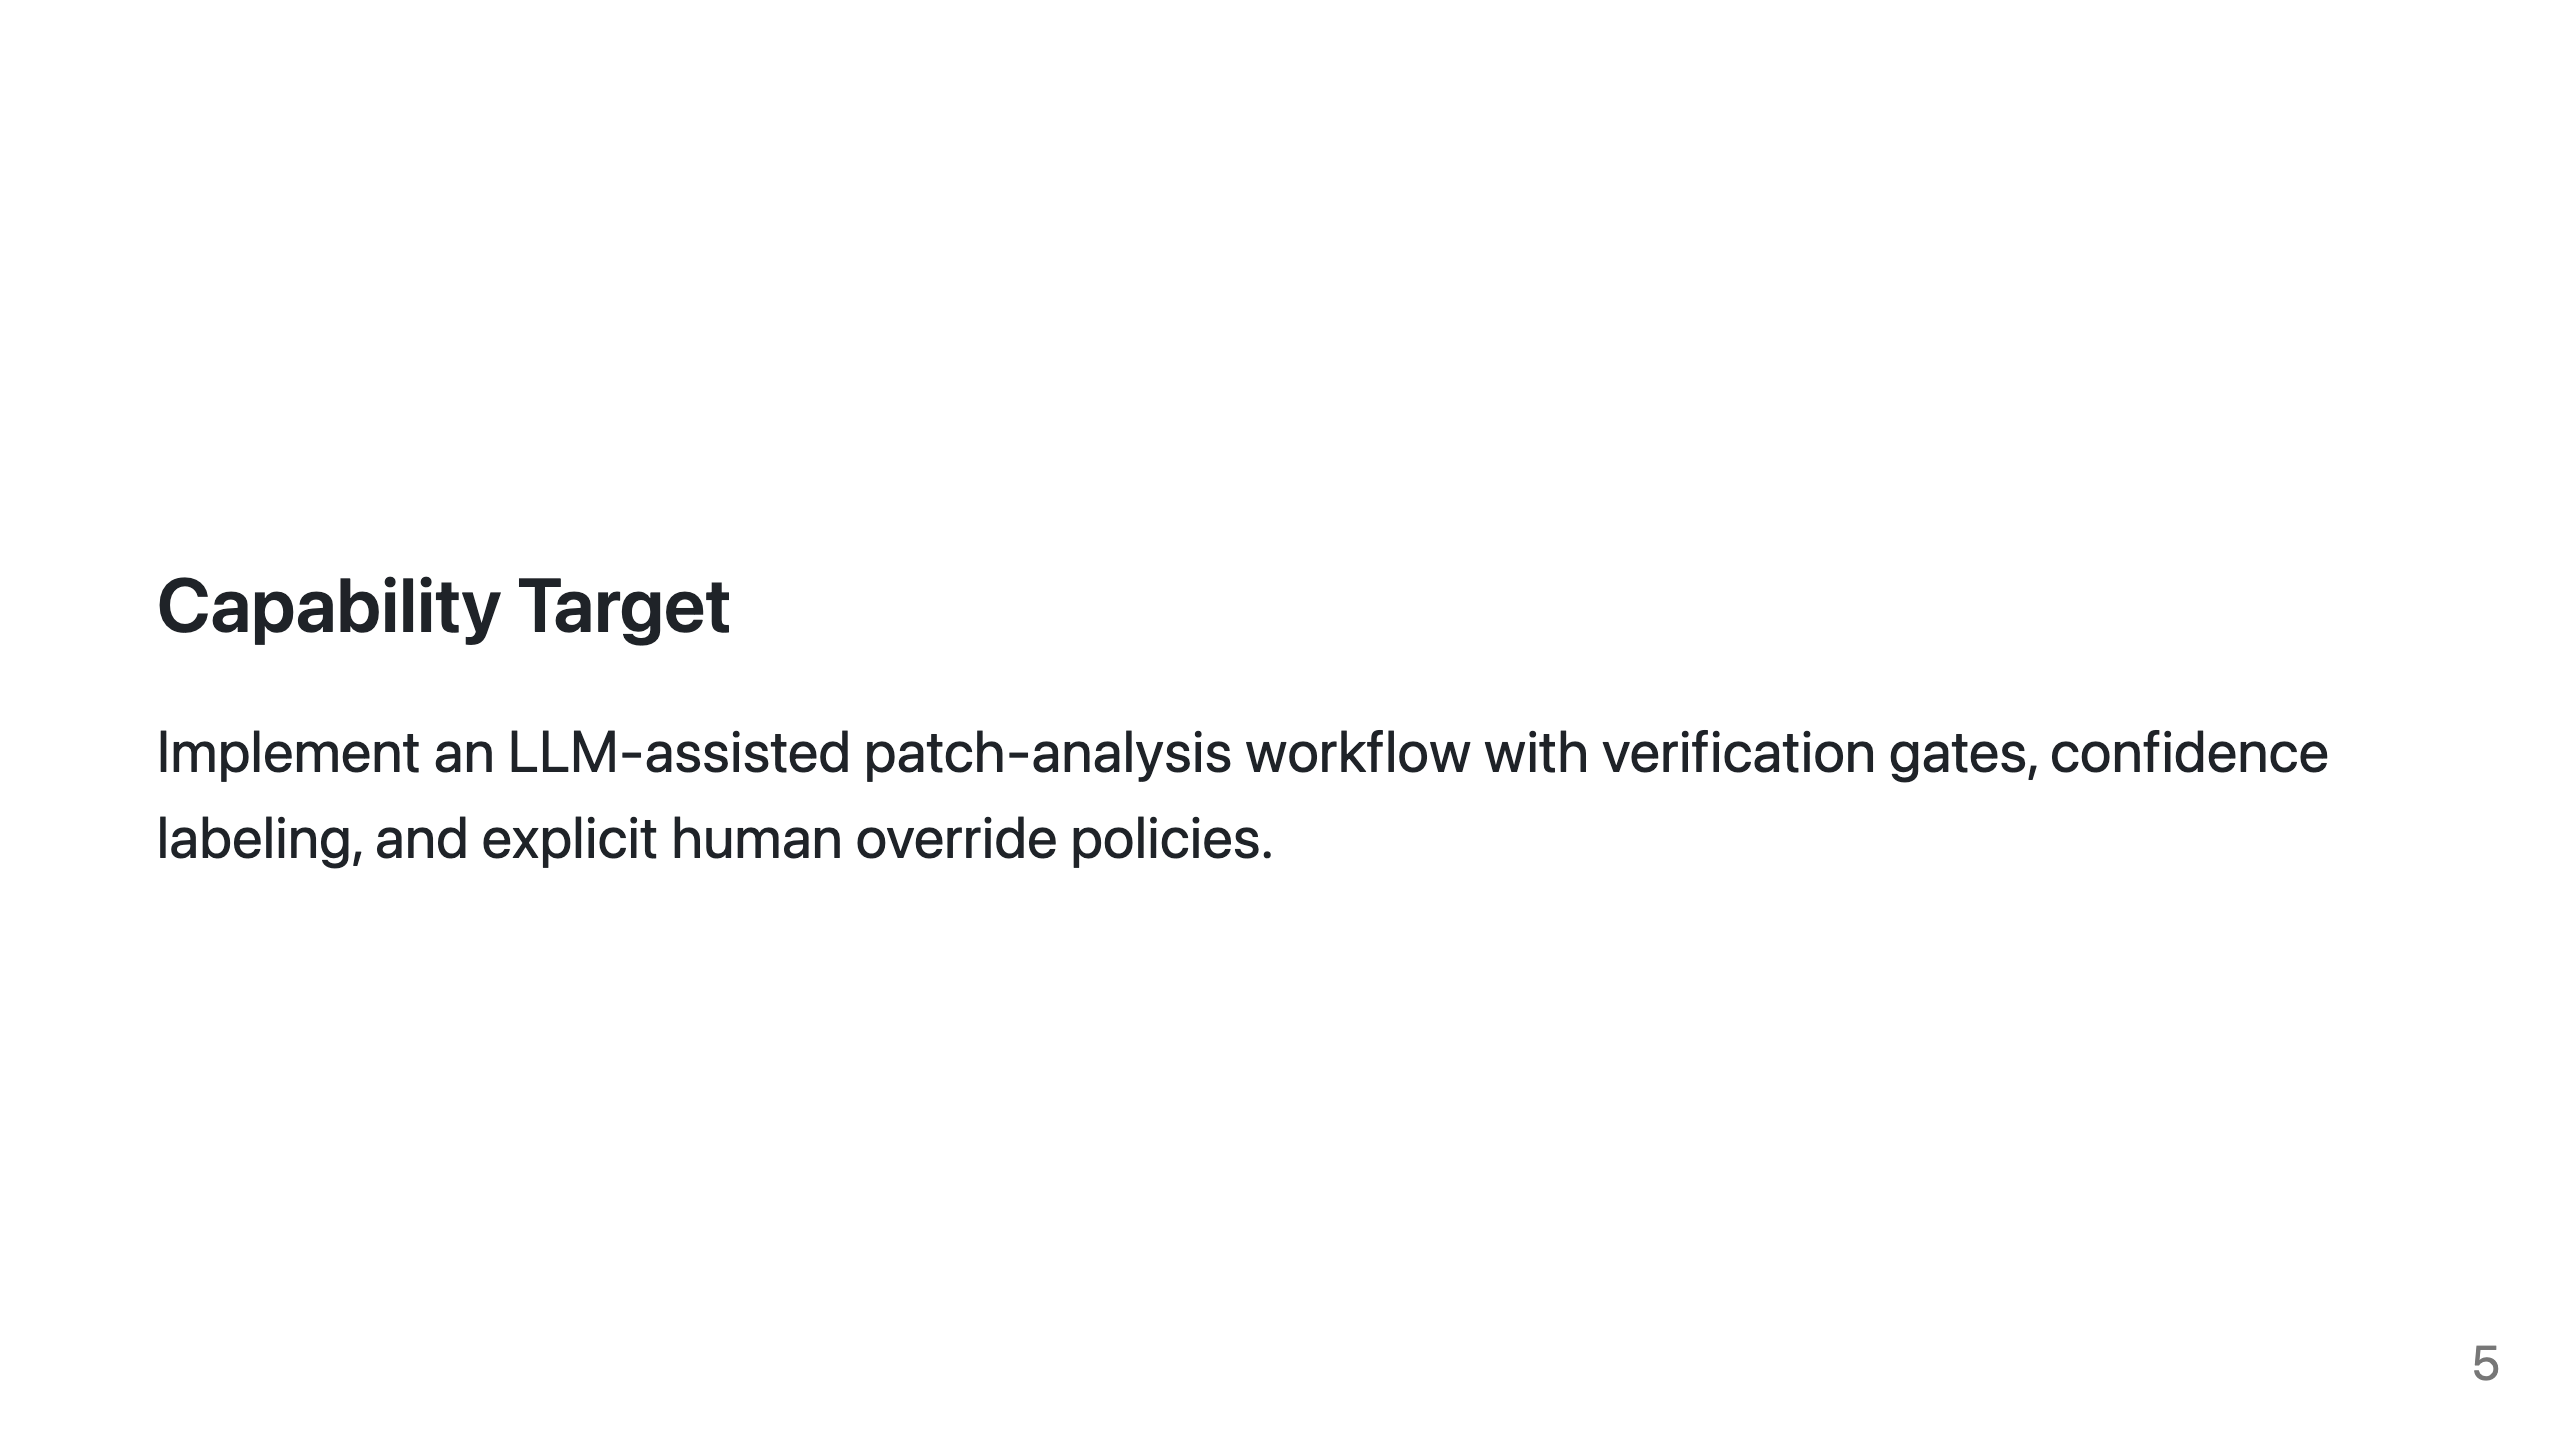 Capability Target
Implement an LLM-assisted patch-analysis workflow with verification gates, confidence
labeling, and explicit human override policies.
5